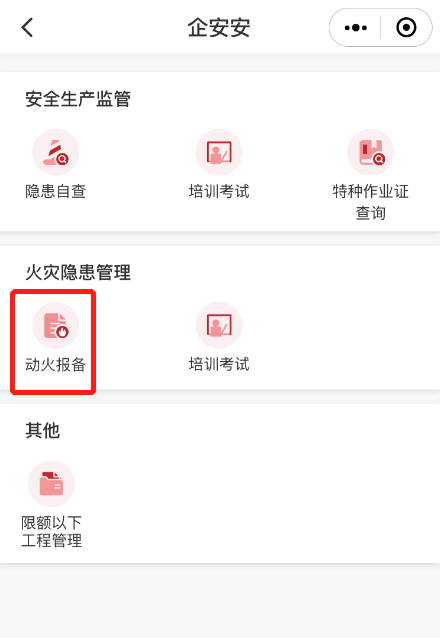 企安安
安全生产监管
隐患自查
培训考试
特种作业证
查询
火灾隐患管理
动火报备
培训考试
其他
限额以下
工程管理